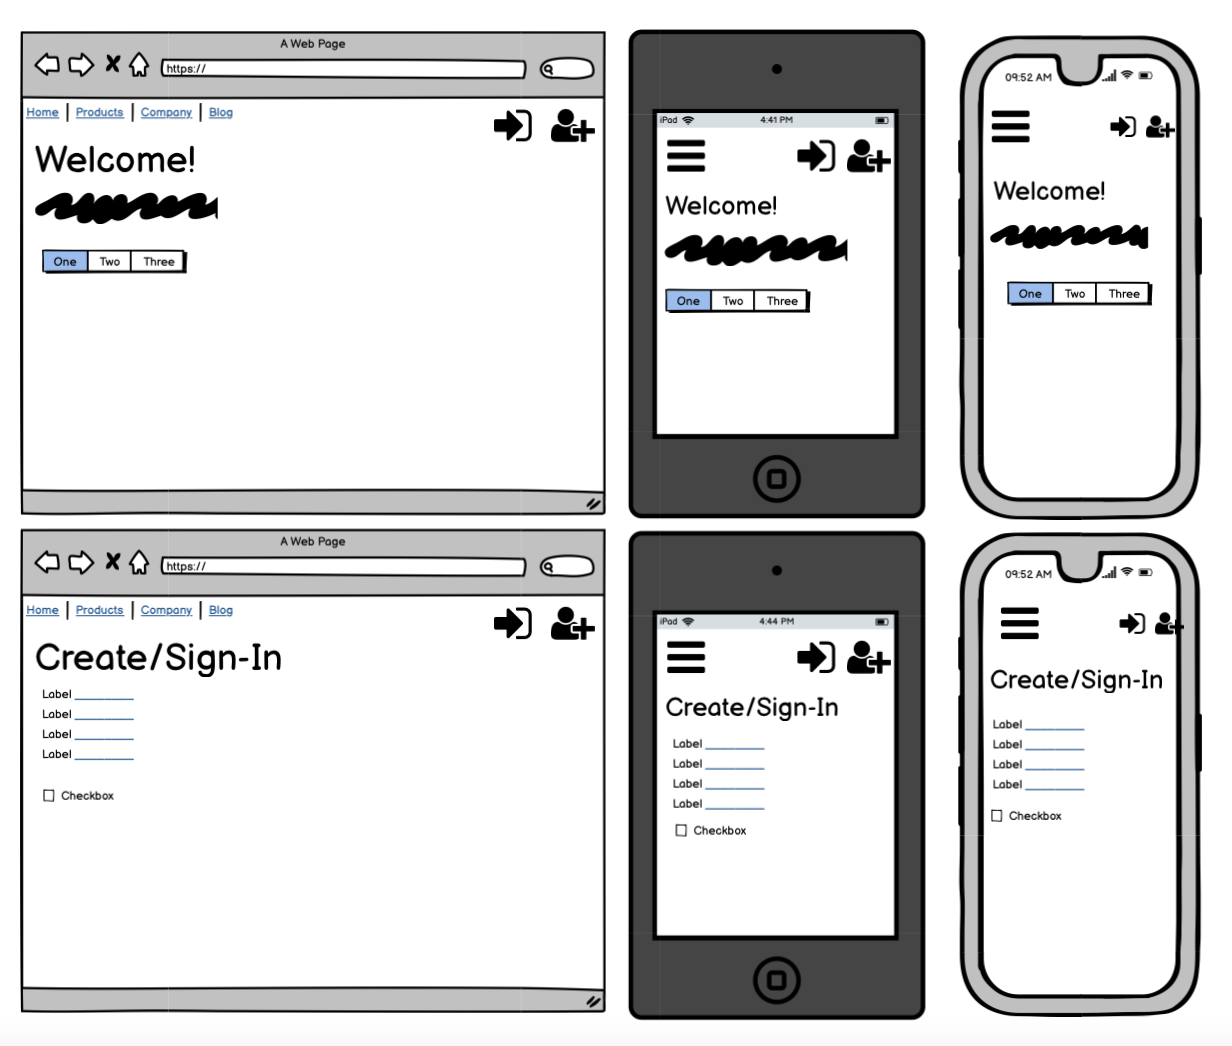 A Web Page
https://
Home Products Company Blog
Welcome!
One Two Three
iPod 4:41 PM
Welcome!
One Two Three
09:52 AM
Welcome!
One Two Three
A Web Page
https://
Home Products Company Blog
Create/Sign-In
Label
Label
Label
Label
Checkbox
iPod 4:44 PM
Create/Sign-In
Label
Label
Label
Label
Checkbox
09:52 AM
Create/Sign-In
Label
Label
Label
Label
Checkbox